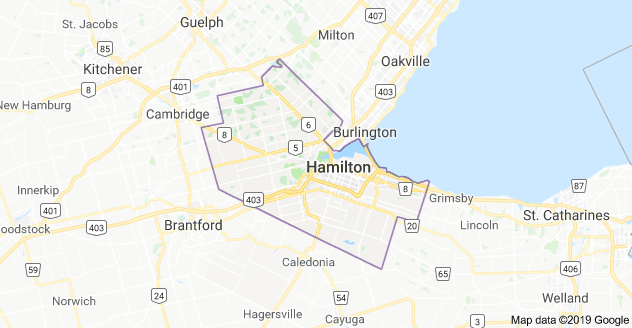 Guelph
407
St. Jacobs
Milton
85
Oakville
Kitchener
401
8
403
New Hamburg
Cambridge
6
Burlington
8
5
Hamilton
87
Innerkip
8
403
Grimsby
St. Catharines
Brantford
20
Lincoln
oodstock
Caledonia
59
65
406
24
54
Welland
Norwich
Hagersville
3
Cayuga
Map data ©2019 Google